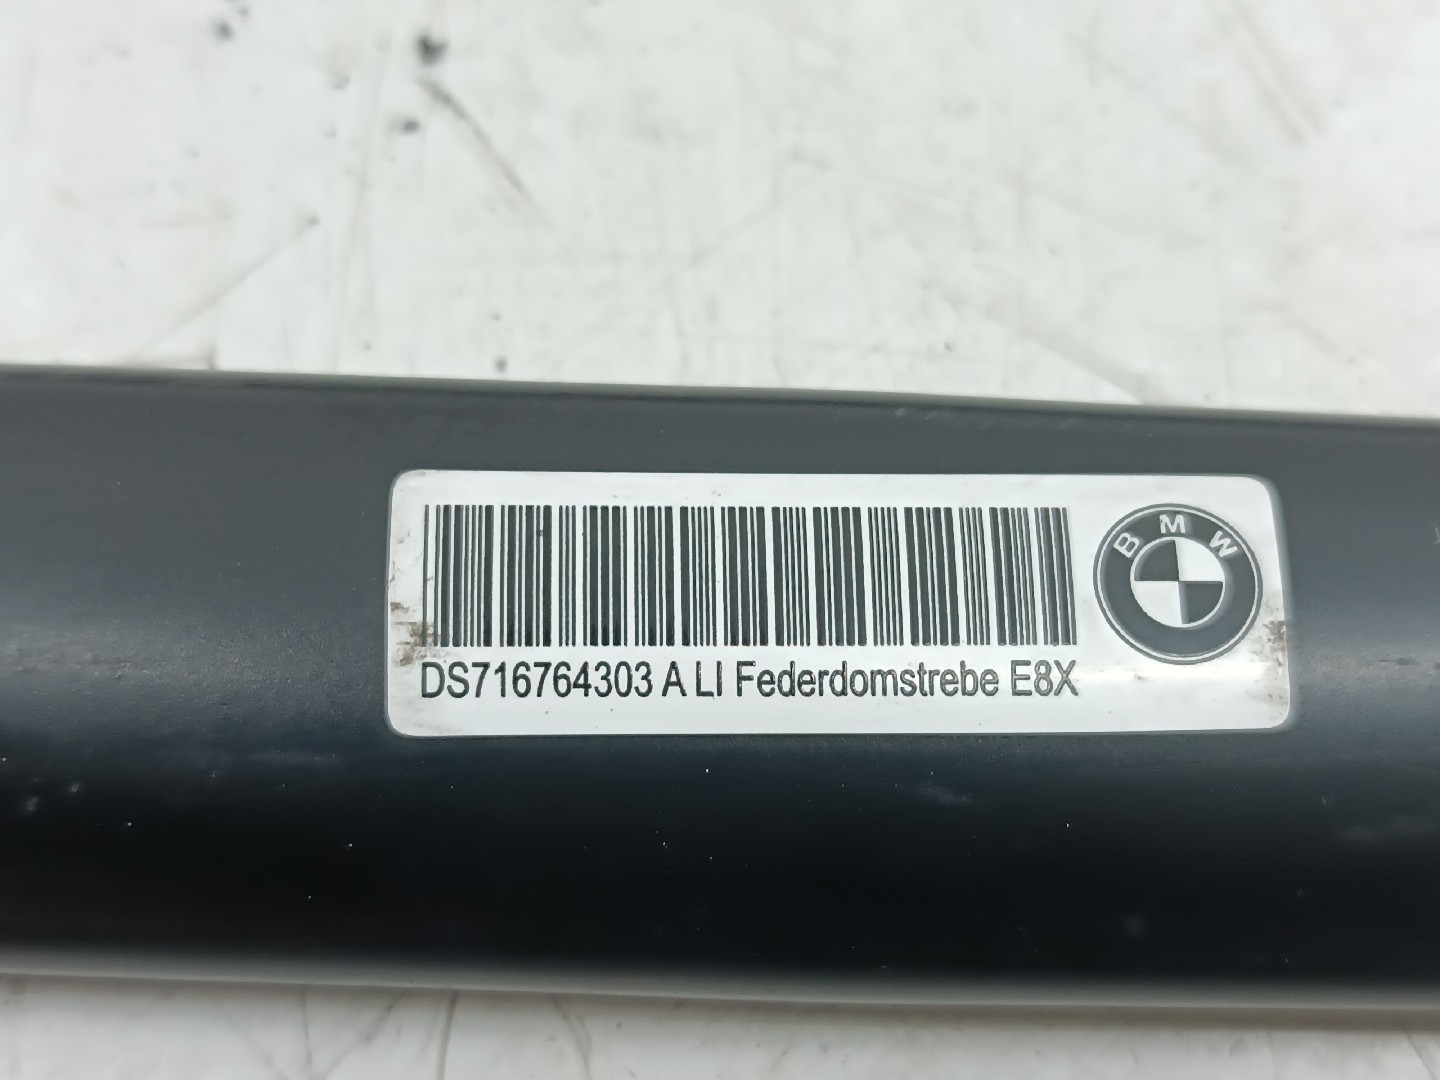 DS716764303 A LI Federdomstrebe E8X
BMW